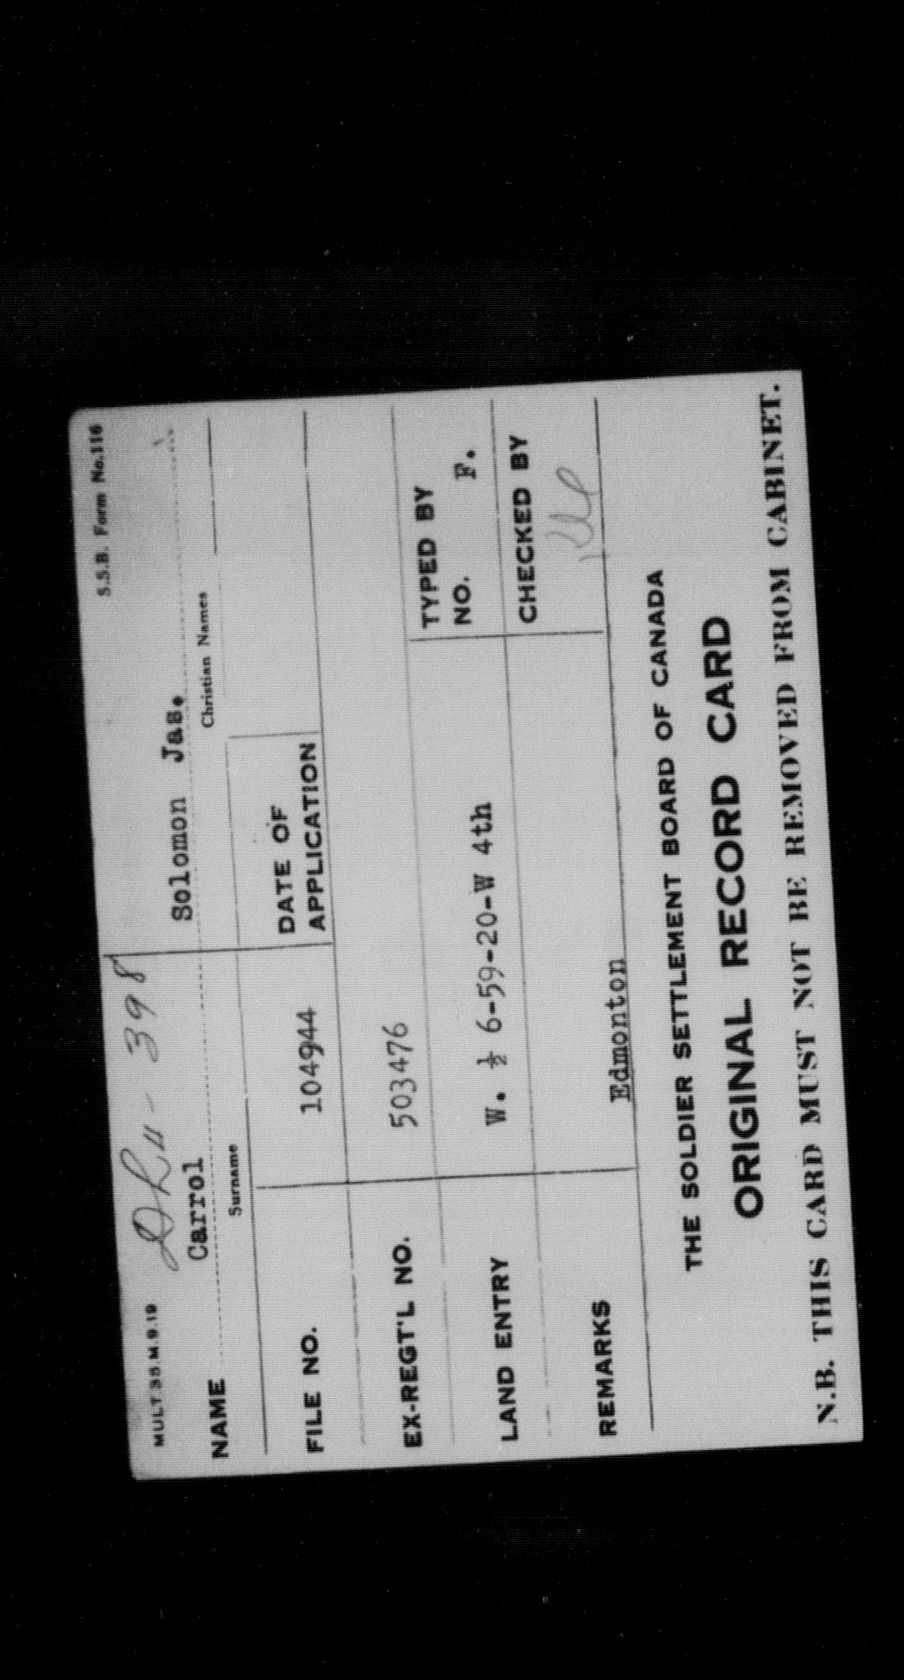 MULT 35 M.9.19
S.S.B. Form No.116
DRu - 398
NAME Carrol Solomon Jas.
Surname Christian Names
FILE NO. 104944 DATE OF APPLICATION
EX-REGT'L NO. 503476
TYPED BY
NO. F.
LAND ENTRY W. ½ 6-59-20-W 4th
CHECKED BY
REMARKS Edmonton
THE SOLDIER SETTLEMENT BOARD OF CANADA
ORIGINAL RECORD CARD
N.B. THIS CARD MUST NOT BE REMOVED FROM CABINET.